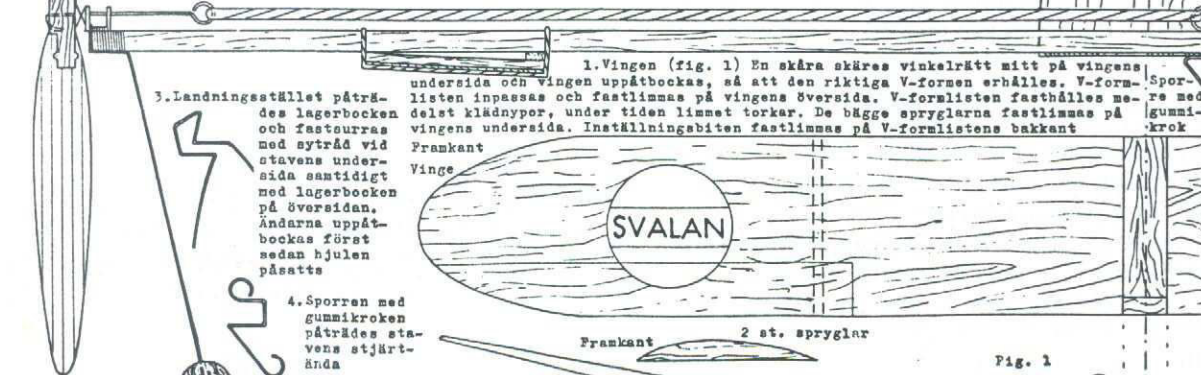 1.Vingen (fig. 1) En skåra skäres vinkelrätt mitt på vingens
undersida och vingen uppåtbockas, så att den riktiga V-formen erhålles. V-form-
listen inpassas och fastlimmas på vingens översida. V-formlisten fasthålles me-
delst klädnypor, under tiden limmet torkar. De bägge spryglarna fastlimmas på
vingens undersida. Inställningsbiten fastlimmas på V-formlistens bakkant
Spor-
re med
gummi-
krok
3.Landningsstället påträ-
des lagerbocken
och fastsurras
med sytråd vid
stavens under-
sida samtidigt
med lagerbocken
på översidan.
Ändarna uppåt-
bockas först
sedan hjulen
påsatts
Framkant
Vinge
SVALAN
4.Sporren med
gummikroken
påträdes sta-
vens stjärt-
ända
Framkant
2 st. spryglar
Fig. 1